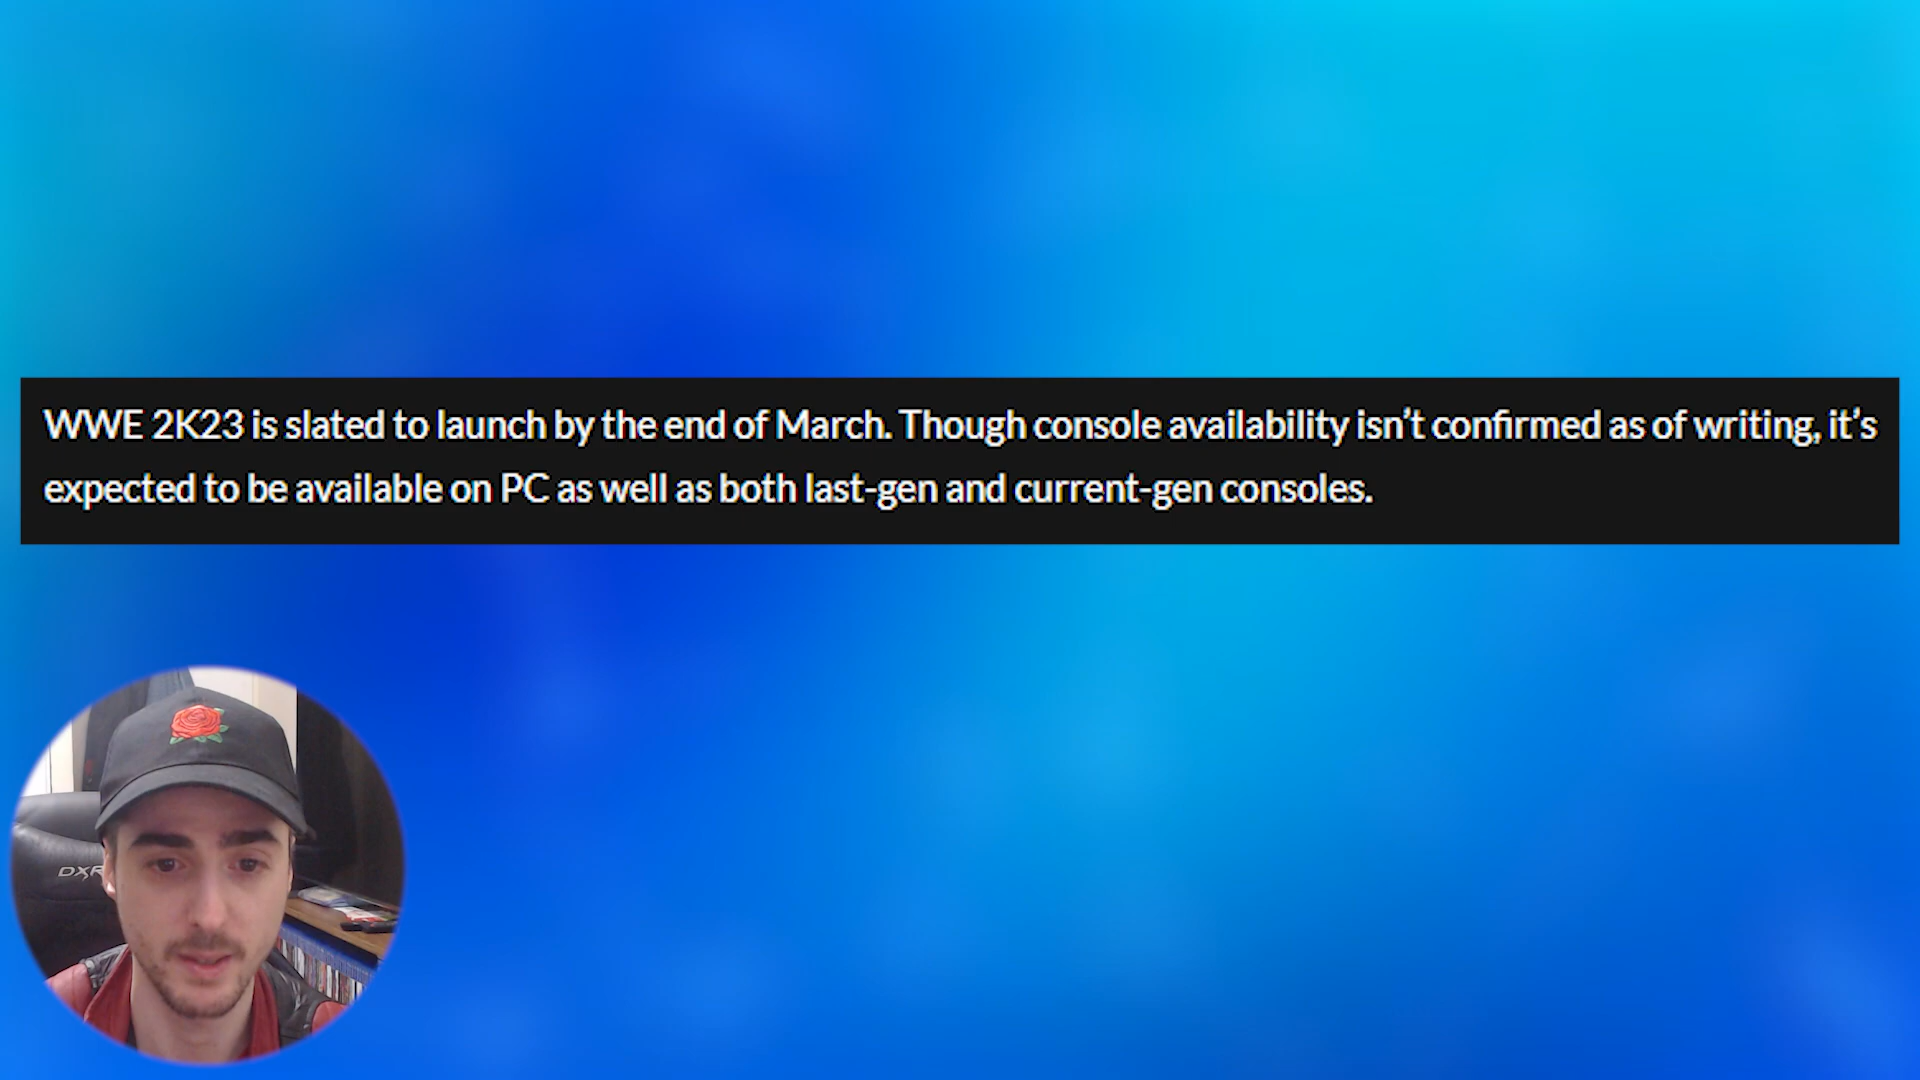 WWE 2K23 is slated to launch by the end of March. Though console availability isn’t confirmed as of writing, it’s
expected to be available on PC as well as both last-gen and current-gen consoles.
DXR